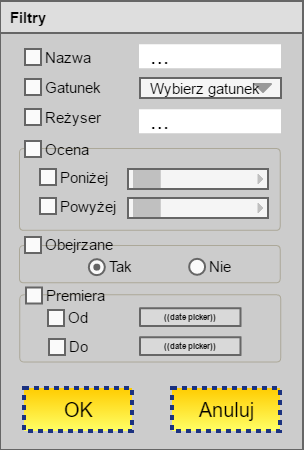 Filtry
Nazwa ...
Gatunek Wybierz gatunek
Reżyser ...
Ocena
Poniżej
Powyżej
Obejrzane
Tak Nie
Premiera
Od ((date picker))
Do ((date picker))
OK Anuluj